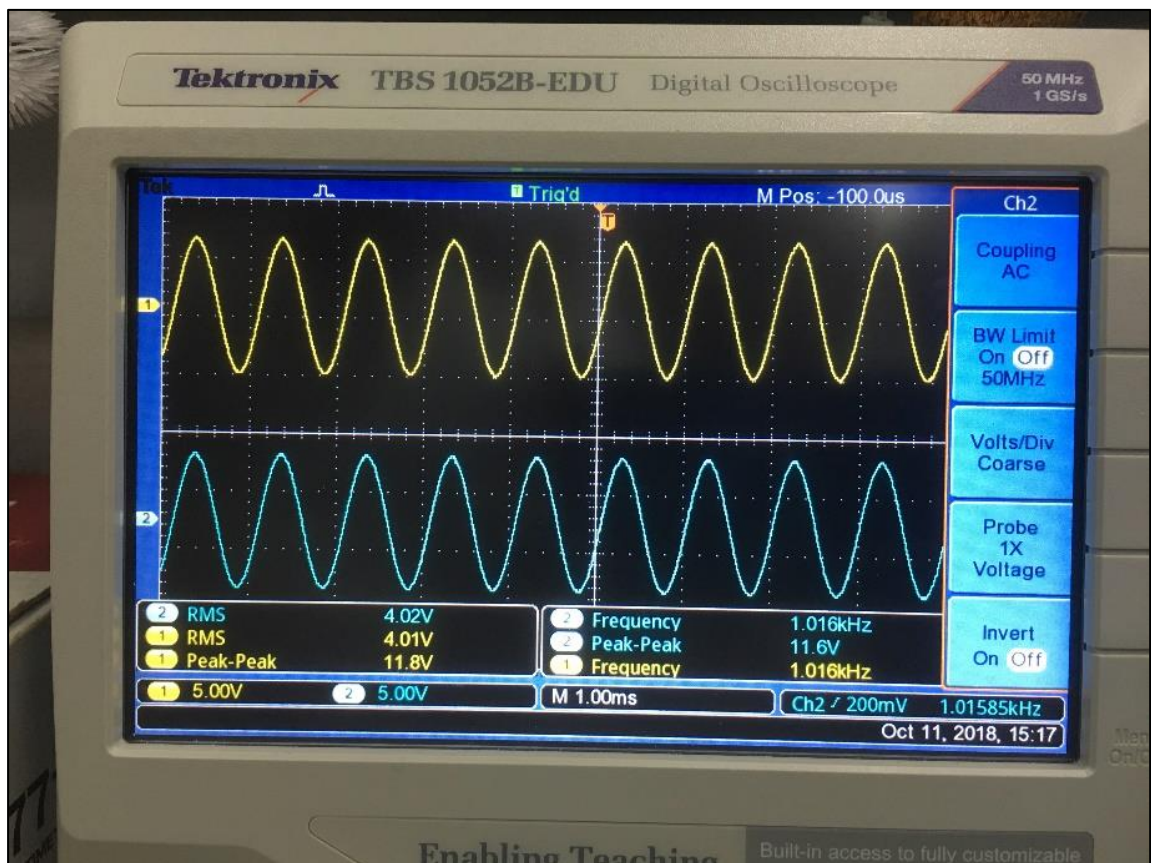 Tektronix TBS 1052B-EDU Digital Oscilloscope
50 MHz
1 GS/s
Tek T Trig'd M Pos: -100.0us
Ch2
T
Coupling
AC
1
BW Limit
On Off
50MHz
Volts/Div
Coarse
2
Probe
1X
Voltage
2 RMS 4.02V
1 RMS 4.01V
1 Peak-Peak 11.8V
2 Frequency 1.016kHz
2 Peak-Peak 11.6V
1 Frequency 1.016kHz
Invert
On Off
1 5.00V 2 5.00V M 1.00ms Ch2 200mV 1.01585kHz
Oct 11, 2018, 15:17
77
Enabling Teaching
Built-in access to fully customizable